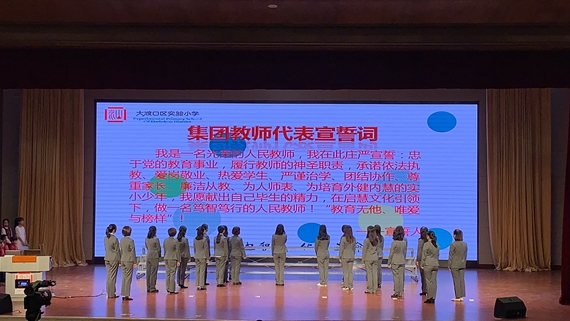 大渡口区实验小学
集团教师代表宣誓词
我是一名光荣的人民教师，我在此庄严宣誓：忠
于党的教育事业，履行教师的神圣职责，承诺依法执
教、爱岗敬业、热爱学生、严谨治学、团结协作、尊
重家长、廉洁从教、为人师表、为培育外健内慧的实
小少年，我愿献出自己毕生的精力，在启慧文化引领
下，做一名笃智笃行的人民教师！“教育无他、唯爱
与榜样”
宣誓人